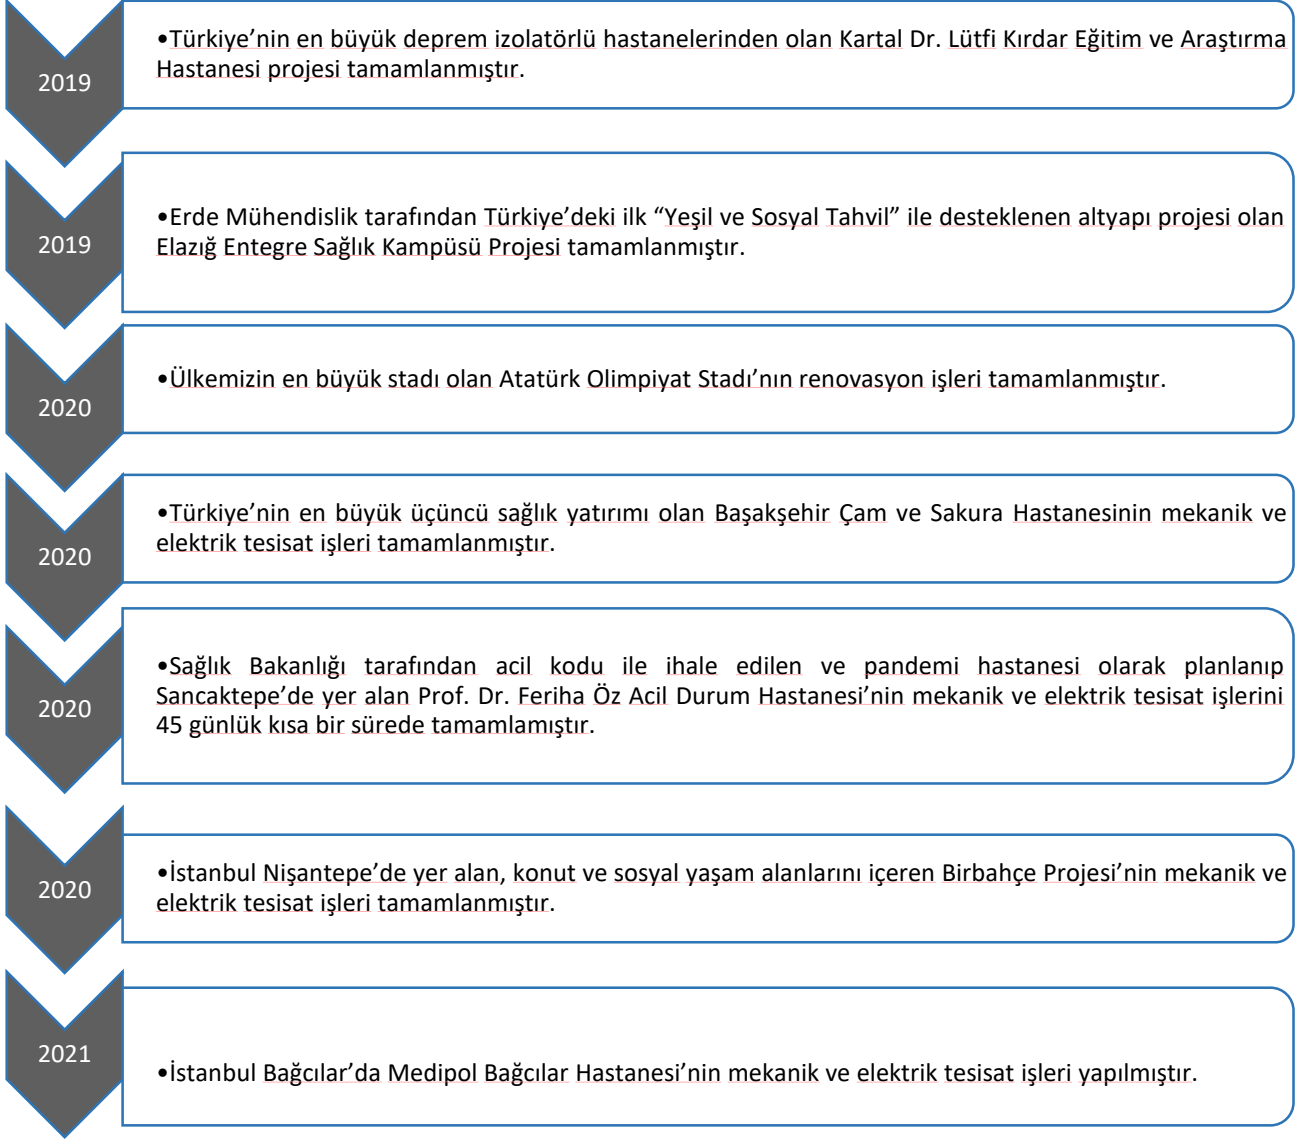 2019
•Türkiye’nin en büyük deprem izolatörlü hastanelerinden olan Kartal Dr. Lütfi Kırdar Eğitim ve Araştırma
Hastanesi projesi tamamlanmıştır.
2019
•Erde Mühendislik tarafından Türkiye’deki ilk “Yeşil ve Sosyal Tahvil” ile desteklenen altyapı projesi olan
Elazığ Entegre Sağlık Kampüsü Projesi tamamlanmıştır.
2020
•Ülkemizin en büyük stadı olan Atatürk Olimpiyat Stadı’nın renovasyon işleri tamamlanmıştır.
2020
•Türkiye’nin en büyük üçüncü sağlık yatırımı olan Başakşehir Çam ve Sakura Hastanesinin mekanik ve
elektrik tesisat işleri tamamlanmıştır.
2020
•Sağlık Bakanlığı tarafından acil kodu ile ihale edilen ve pandemi hastanesi olarak planlanıp
Sancaktepe’de yer alan Prof. Dr. Feriha Öz Acil Durum Hastanesi’nin mekanik ve elektrik tesisat işlerini
45 günlük kısa bir sürede tamamlamıştır.
2020
•İstanbul Nişantepe’de yer alan, konut ve sosyal yaşam alanlarını içeren Birbahçe Projesi’nin mekanik ve
elektrik tesisat işleri tamamlanmıştır.
2021
•İstanbul Bağcılar’da Medipol Bağcılar Hastanesi’nin mekanik ve elektrik tesisat işleri yapılmıştır.